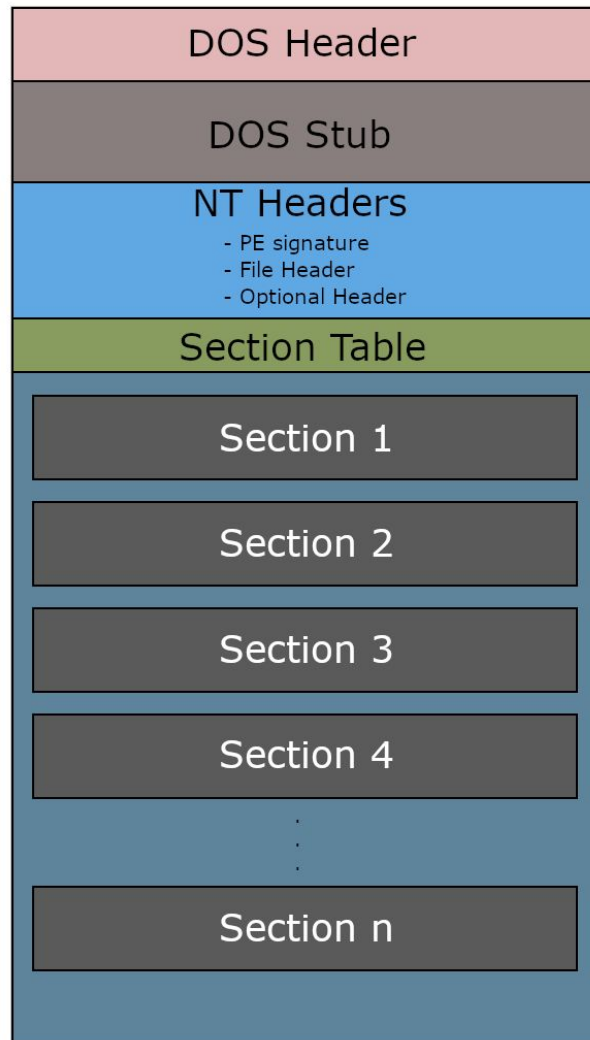 DOS Header
DOS Stub
NT Headers
- PE signature
- File Header
- Optional Header
Section Table
Section 1
Section 2
Section 3
Section 4
.
.
.
Section n